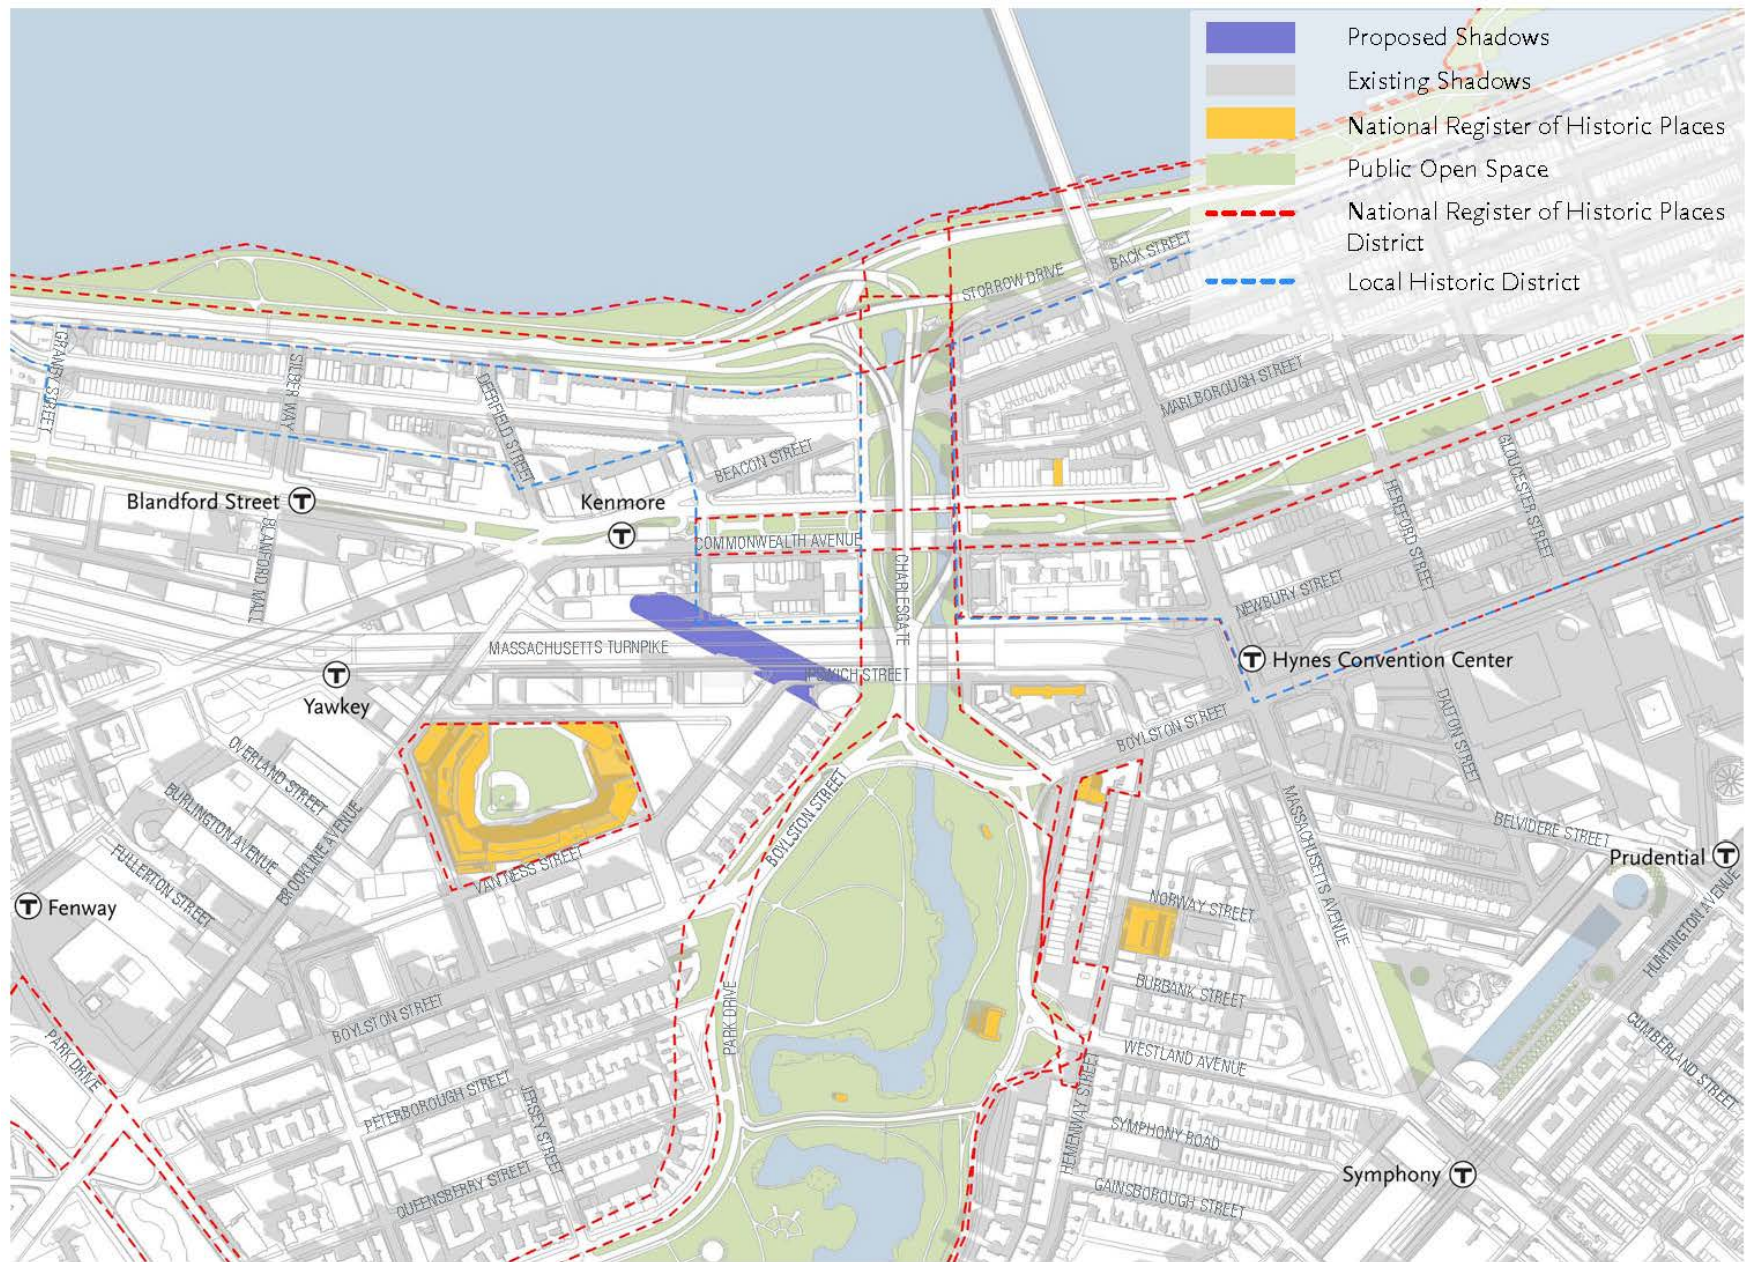 Proposed Shadows
Existing Shadows
National Register of Historic Places
Public Open Space
National Register of Historic Places
District
Local Historic District
BACK STREET
STORROW DRIVE
GRANBY STREET
SILBER WAY
DEERFIELD STREET
MARLBOROUGH STREET
BEACON STREET
GLOUCESTER STREET
HEREFORD STREET
Blandford Street T
Kenmore
T
BLANFORD MALL
COMMONWEALTH AVENUE
CHARLESGATE
NEWBURY STREET
MASSACHUSETTS TURNPIKE
IPSWICH STREET
T Hynes Convention Center
T
Yawkey
BOYLSTON STREET
DALTON STREET
OVERLAND STREET
BURLINGTON AVENUE
FULLERTON STREET
BROOKLINE AVENUE
VAN NESS STREET
BOYLSTON STREET
MASSACHUSETTS AVENUE
BELVIDERE STREET
Prudential T
HUNTINGTON AVENUE
T Fenway
NORWAY STREET
BURBANK STREET
BOYLSTON STREET
PARK DRIVE
PARK DRIVE
WESTLAND AVENUE
CUMBERLAND STREET
PETERBOROUGH STREET
JERSEY STREET
HEMENWAY STREET
SYMPHONY ROAD
Symphony T
QUEENSBERRY STREET
GAINSBOROUGH STREET